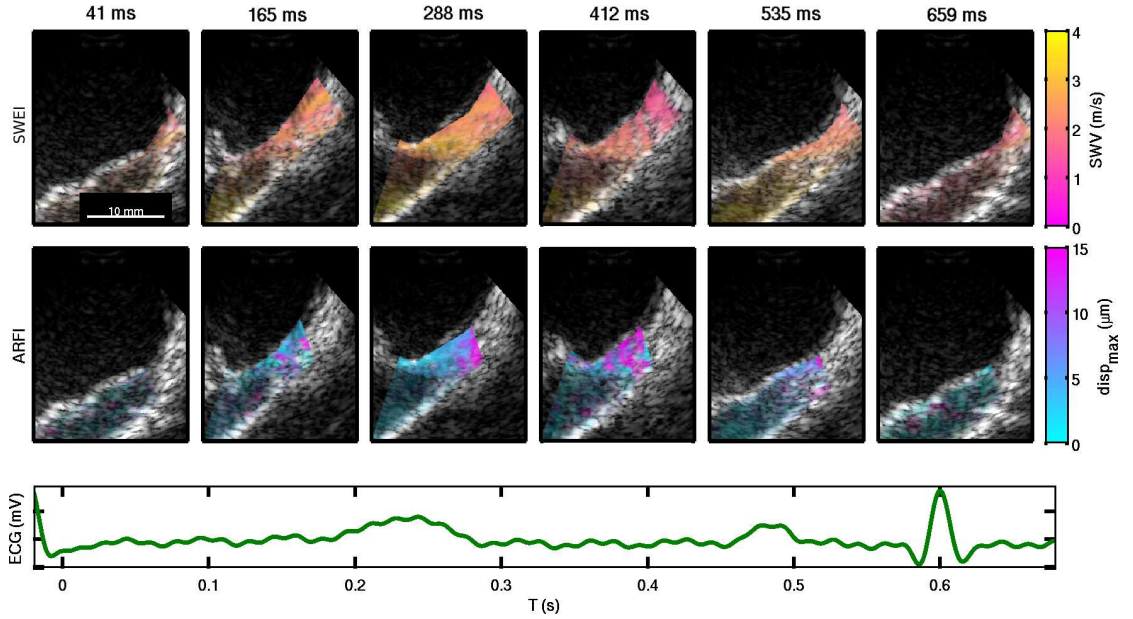 41 ms 165 ms 288 ms 412 ms 535 ms 659 ms
SWEI
10 mm
4
3
2
1
0
SWV (m/s)
ARFI
15
10
5
0
disp_max (μm)
ECG (mV)
0 0.1 0.2 0.3 0.4 0.5 0.6
T (s)